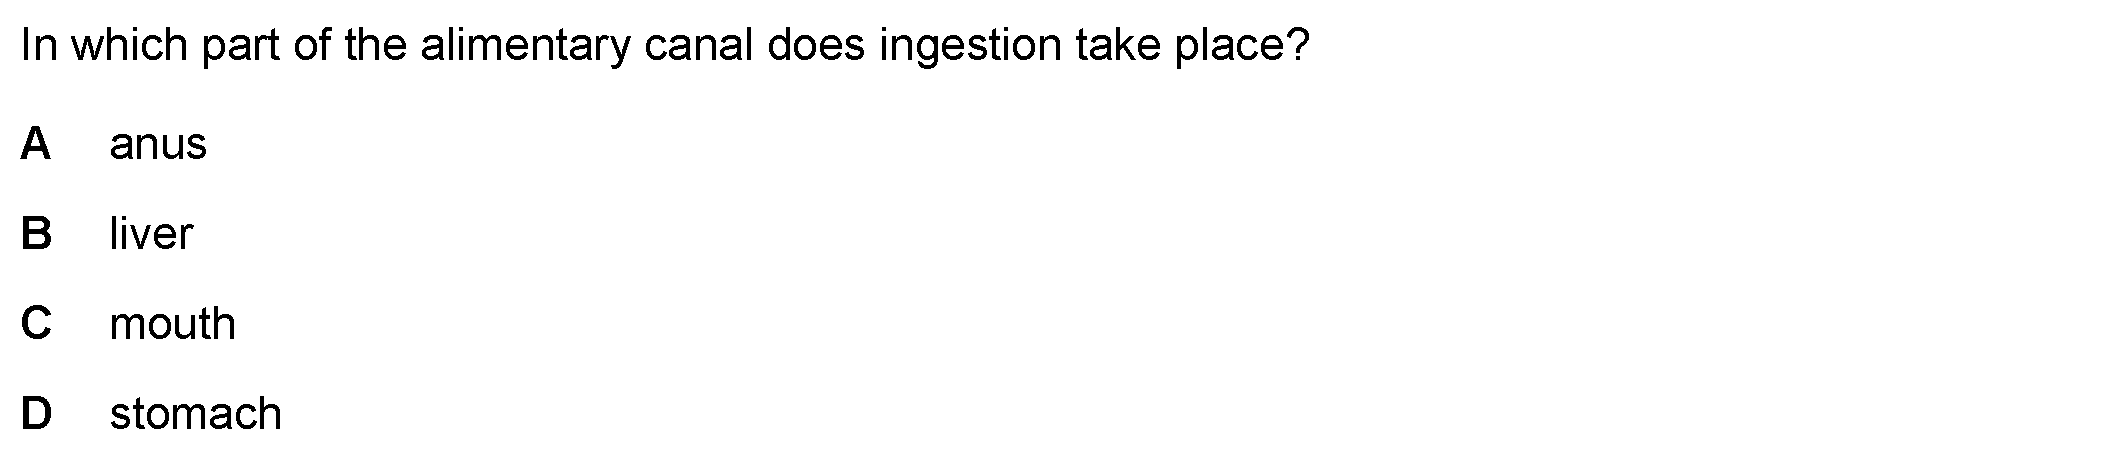 In which part of the alimentary canal does ingestion take place?
A anus
B liver
C mouth
D stomach